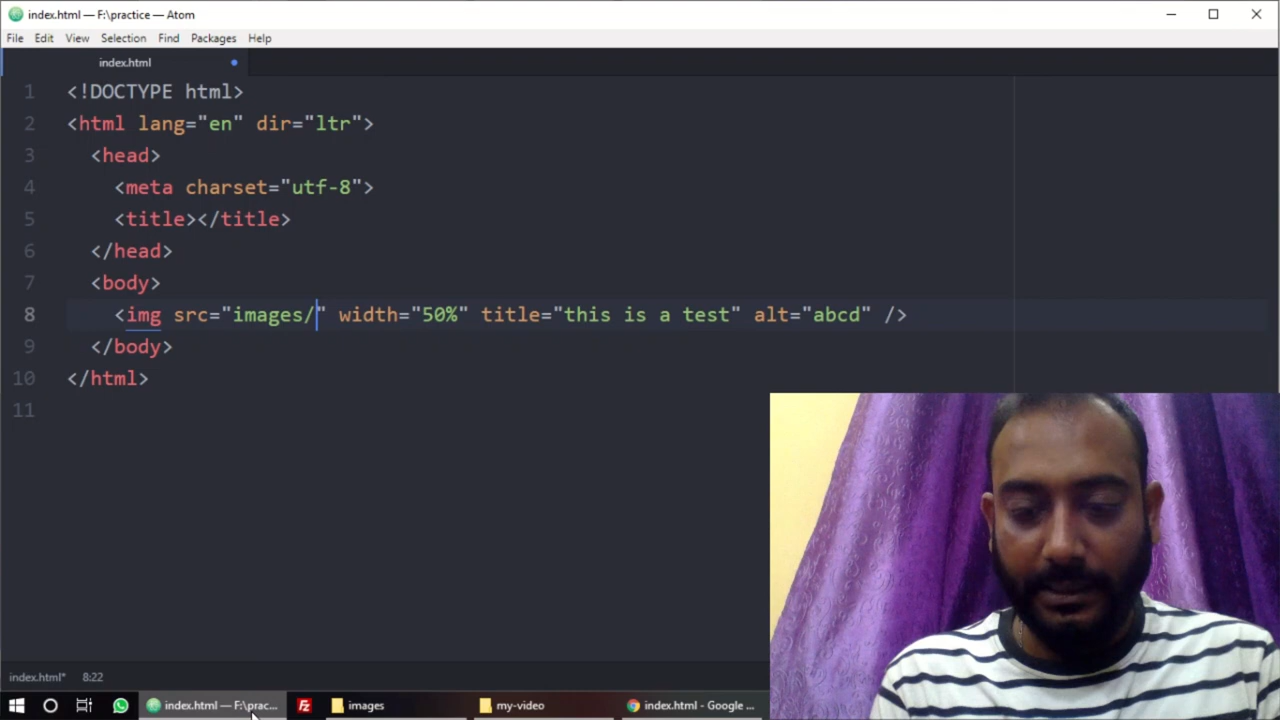 index.html — F:\practice — Atom
File Edit View Selection Find Packages Help
index.html
1 <!DOCTYPE html>
2 <html lang="en" dir="ltr">
3 <head>
4 <meta charset="utf-8">
5 <title></title>
6 </head>
7 <body>
8 <img src="images/" width="50%" title="this is a test" alt="abcd" />
9 </body>
10 </html>
11
index.html* 8:22
index.html — F:\prac... Fz images my-video index.html - Google ...